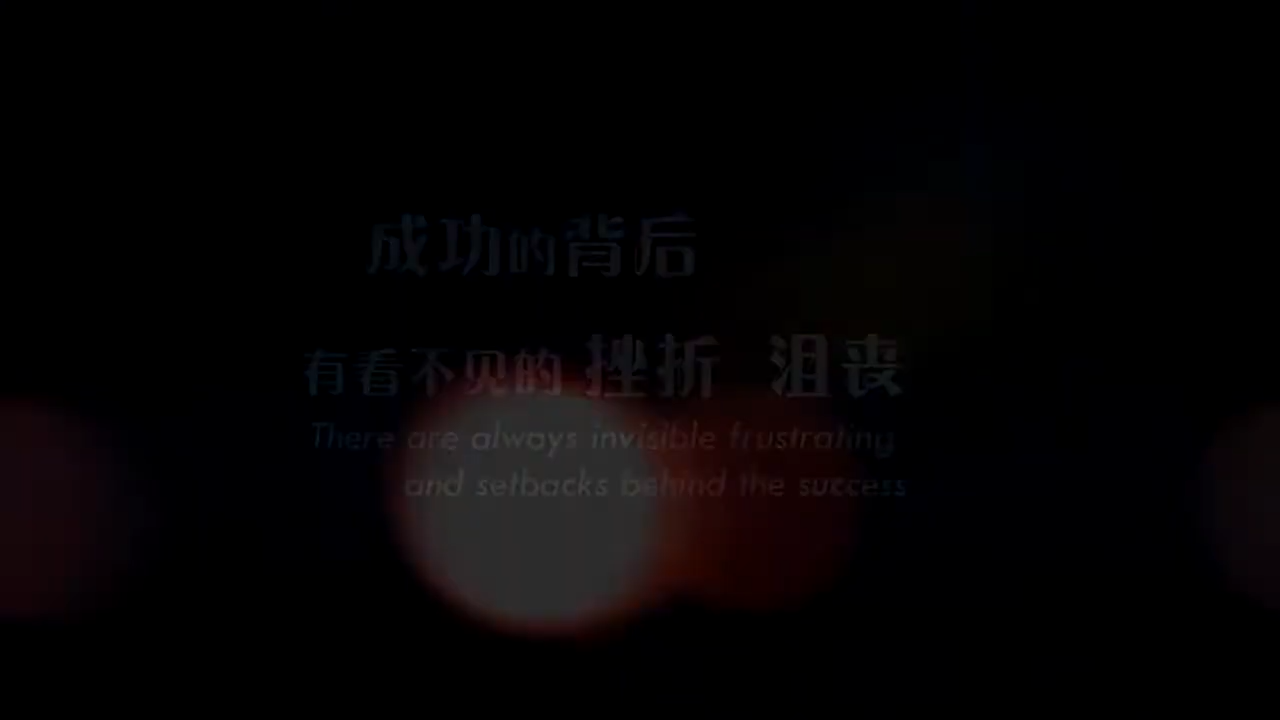 成功的背后
有看不见的 挫折 沮丧
There are always invisible frustrating
and setbacks behind the success